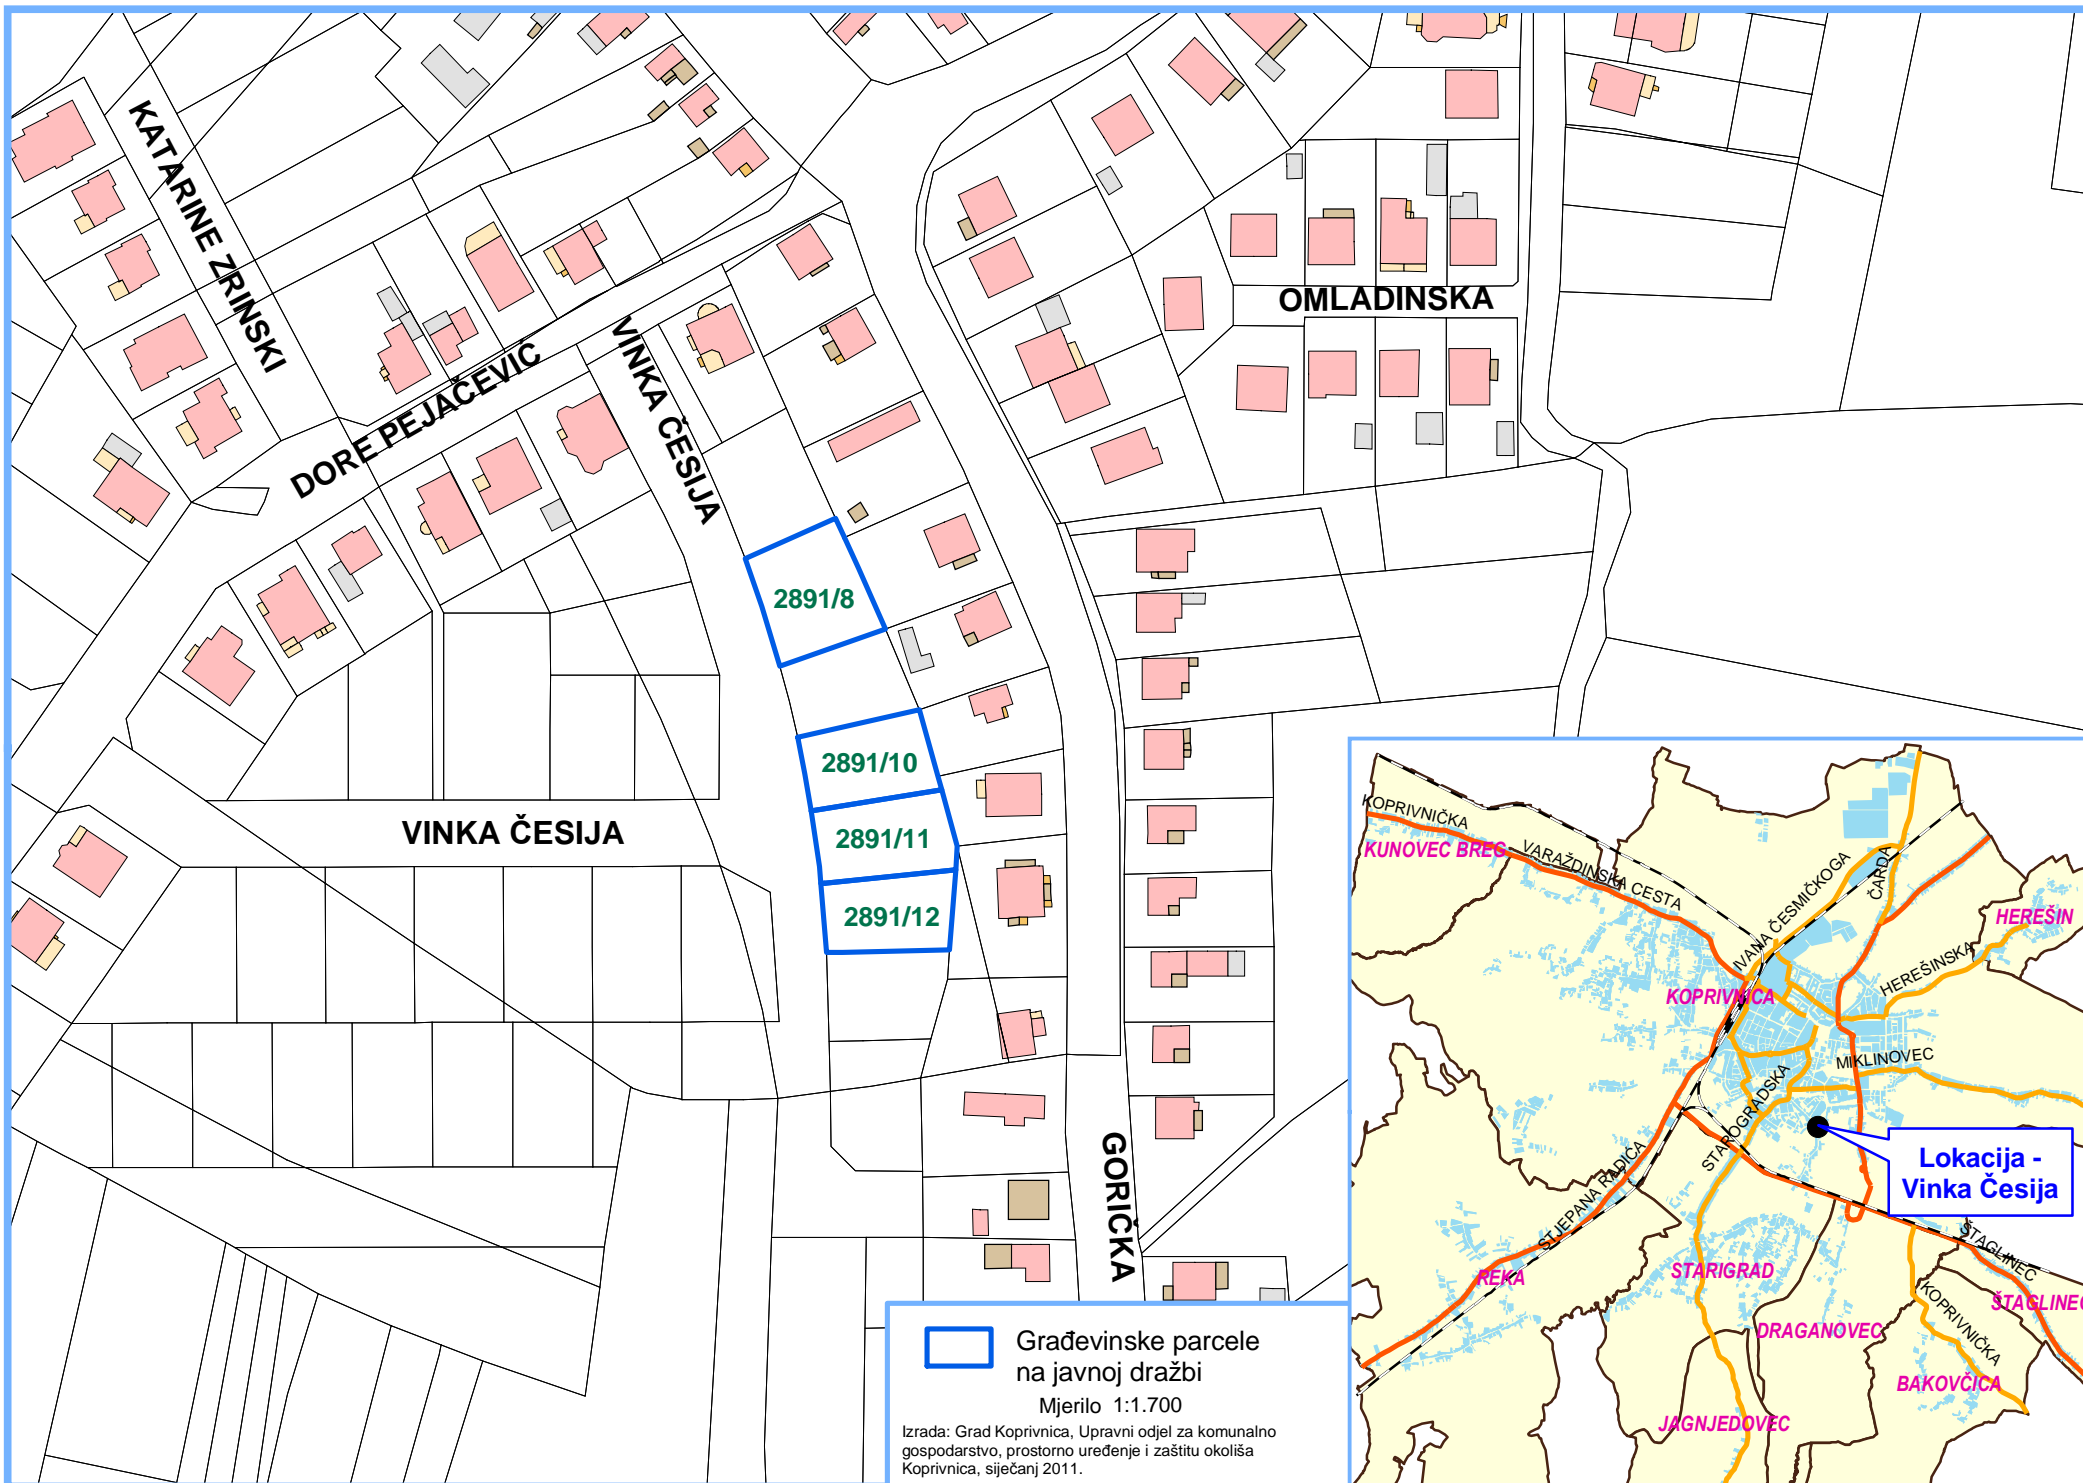 KATARINE ZRINSKI
DORE PEJAČEVIĆ
VINKA ČESIJA
OMLADINSKA
2891/8
2891/10
2891/11
2891/12
VINKA ČESIJA
GORIČKA
Građevinske parcele
na javnoj dražbi
Mjerilo 1:1.700
Izrada: Grad Koprivnica, Upravni odjel za komunalno
gospodarstvo, prostorno uređenje i zaštitu okoliša
Koprivnica, siječanj 2011.
KOPRIVNIČKA
KUNOVEC BREG
VARAŽDINSKA CESTA
IVANA ČESMIČKOGA
ČARDA
HEREŠIN
HEREŠINSKA
KOPRIVNICA
MIKLINOVEC
STAROGRADSKA
Lokacija -
Vinka Česija
STJEPANA RADIĆA
REKA
STARIGRAD
ŠTAGLINEC
ŠTAGLINEC
DRAGANOVEC
KOPRIVNIČKA
BAKOVČICA
JAGNJEDOVEC